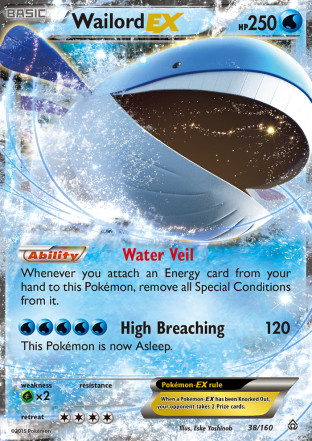 BASIC
Wailord EX
HP250
Ability
Water Veil
Whenever you attach an Energy card from your
hand to this Pokémon, remove all Special Conditions
from it.
High Breaching 120
This Pokémon is now Asleep.
weakness resistance
×2
retreat
Pokémon-EX rule
When a Pokémon-EX has been Knocked Out,
your opponent takes 2 Prize cards.
©2015 Pokémon
Illus. Eske Yoshinob
38/160